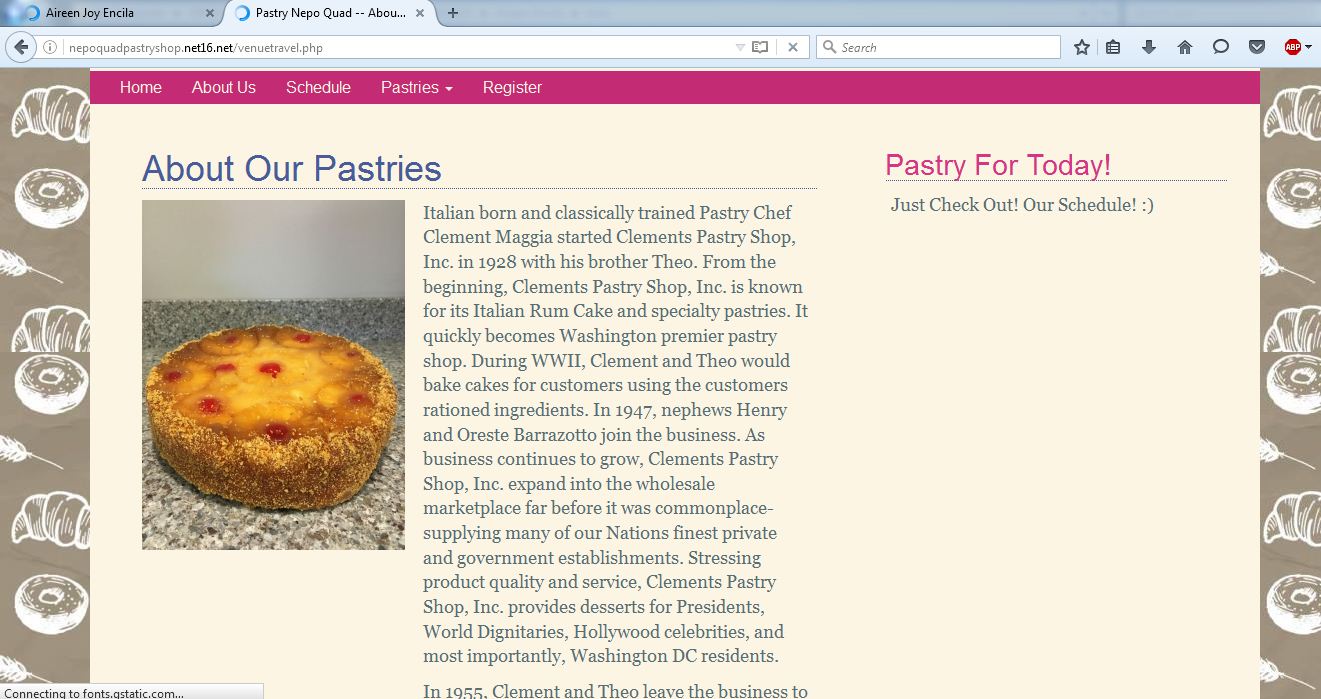 Aireen Joy Encila
Pastry Nepo Quad -- Abou...
nepoquadpastryshop.net16.net/venuetravel.php
Search
ABP
Home About Us Schedule Pastries Register
About Our Pastries
Italian born and classically trained Pastry Chef
Clement Maggia started Clements Pastry Shop,
Inc. in 1928 with his brother Theo. From the
beginning, Clements Pastry Shop, Inc. is known
for its Italian Rum Cake and specialty pastries. It
quickly becomes Washington premier pastry
shop. During WWII, Clement and Theo would
bake cakes for customers using the customers
rationed ingredients. In 1947, nephews Henry
and Oreste Barrazotto join the business. As
business continues to grow, Clements Pastry
Shop, Inc. expand into the wholesale
marketplace far before it was commonplace-
supplying many of our Nations finest private
and government establishments. Stressing
product quality and service, Clements Pastry
Shop, Inc. provides desserts for Presidents,
World Dignitaries, Hollywood celebrities, and
most importantly, Washington DC residents.
In 1955, Clement and Theo leave the business to
Pastry For Today!
Just Check Out! Our Schedule! :)
Connecting to fonts.gstatic.com...